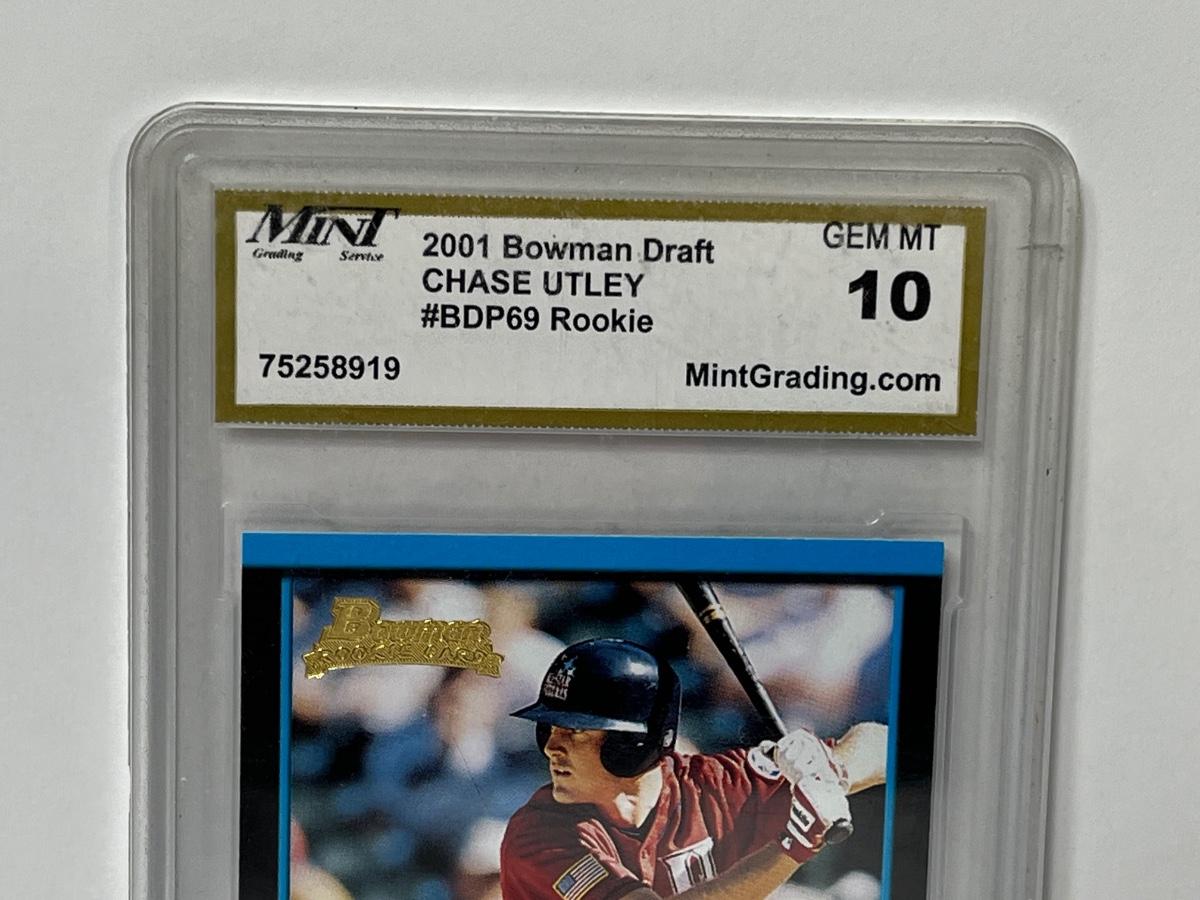 MINT
Grading Service
2001 Bowman Draft
CHASE UTLEY
#BDP69 Rookie
GEM MT
10
75258919
MintGrading.com
Bowman
ROOKIE CARD